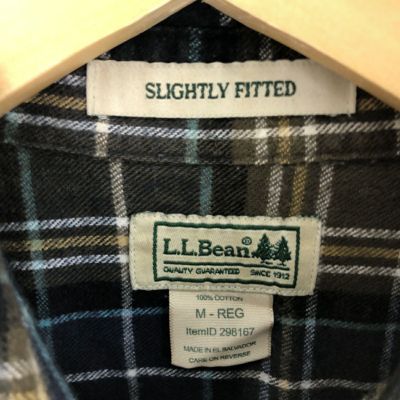 SLIGHTLY FITTED
L.L.Bean®
QUALITY GUARANTEED SINCE 1912
100% COTTON
M - REG
ItemID 298167
MADE IN EL SALVADOR
CARE ON REVERSE